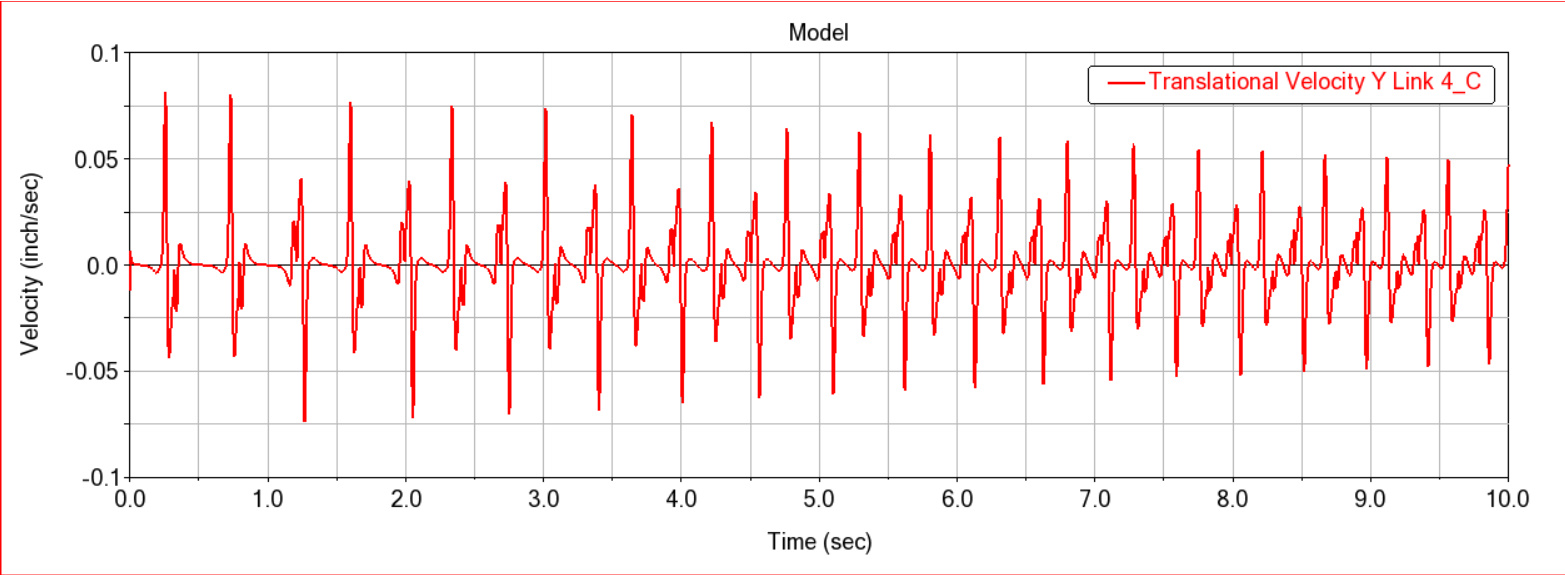 Model
Translational Velocity Y Link 4_C
Velocity (inch/sec)
0.1
0.05
0.0
-0.05
-0.1
0.0 1.0 2.0 3.0 4.0 5.0 6.0 7.0 8.0 9.0 10.0
Time (sec)